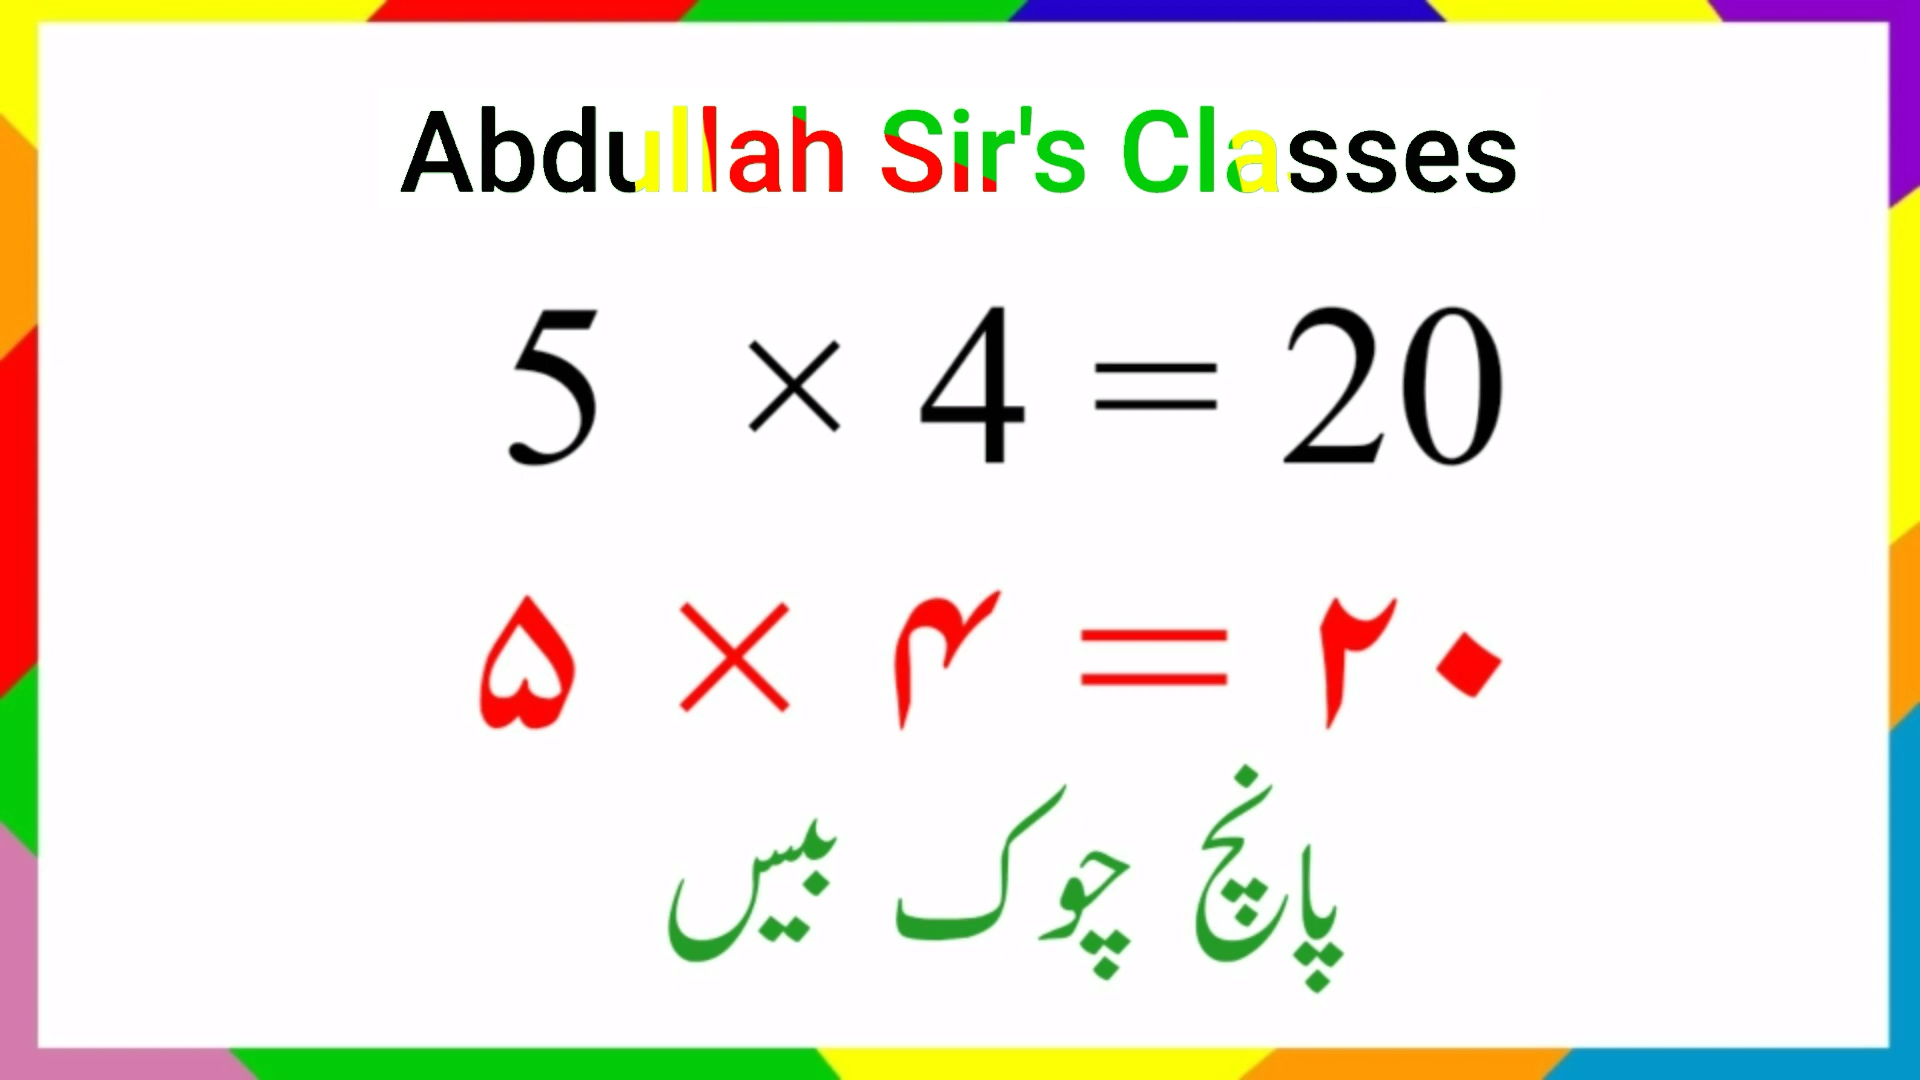 Abdullah Sir's Classes
5 × 4 = 20
۵ × ۴ = ۲۰
پانچ چوک بیس